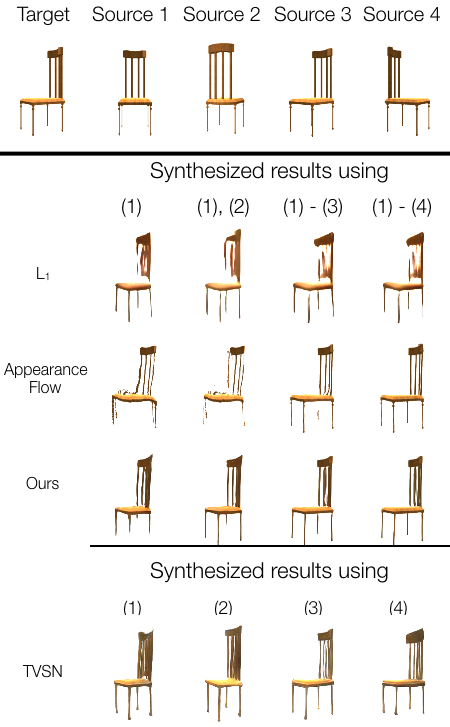 Target Source 1 Source 2 Source 3 Source 4
Synthesized results using
(1) (1), (2) (1) - (3) (1) - (4)
L₁
Appearance
Flow
Ours
Synthesized results using
(1) (2) (3) (4)
TVSN